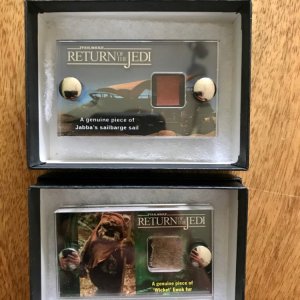 STAR WARS
RETURN OF THE JEDI
A genuine piece of
Jabba's sailbarge sail
STAR WARS
RETURN OF THE JEDI
A genuine piece of
'Wicket' Ewok fur